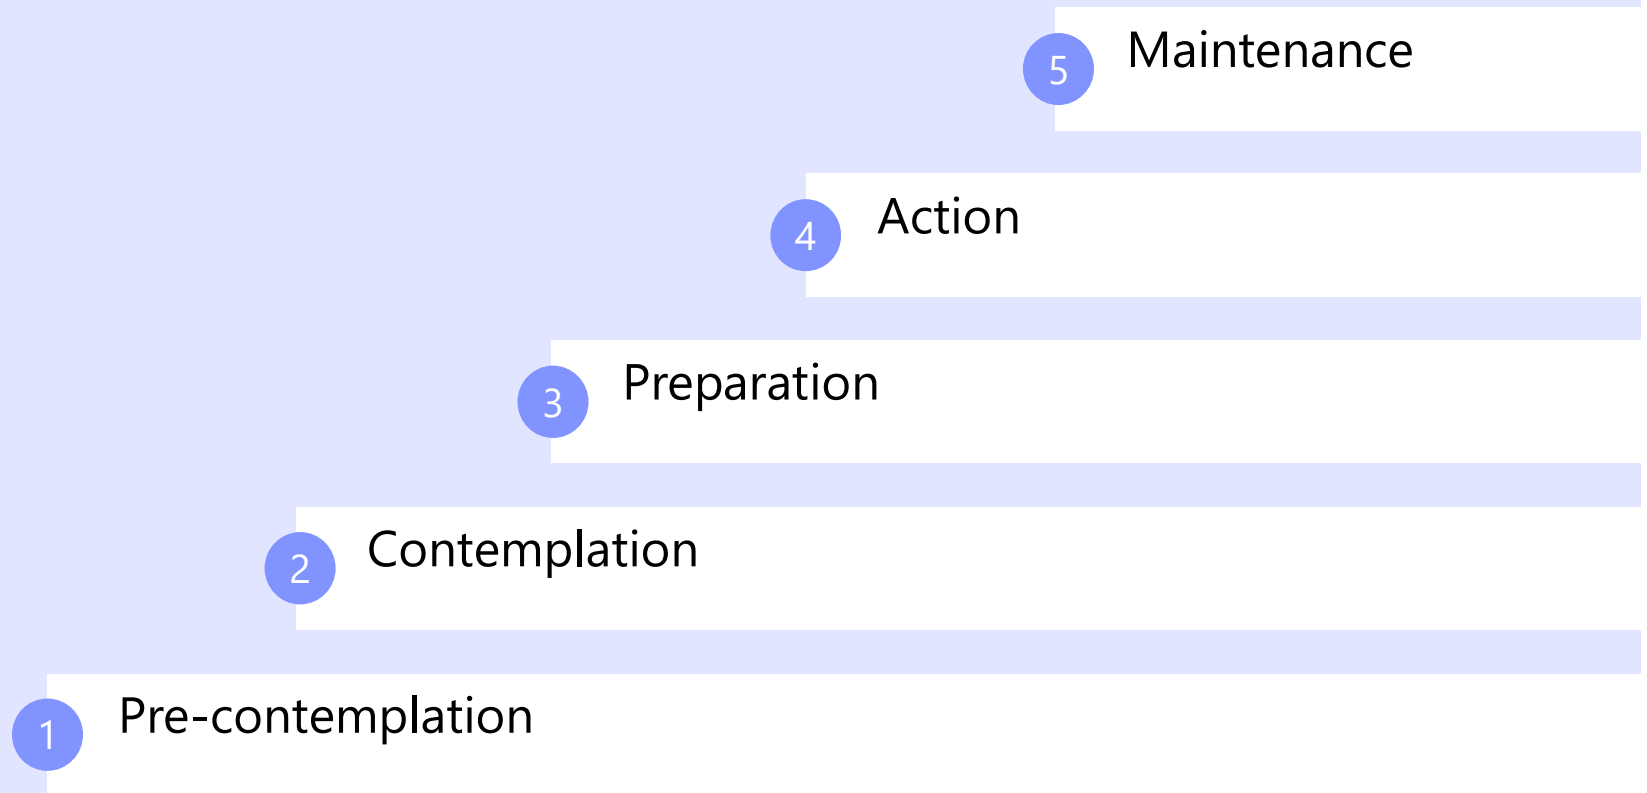 5 Maintenance
4 Action
3 Preparation
2 Contemplation
1 Pre-contemplation